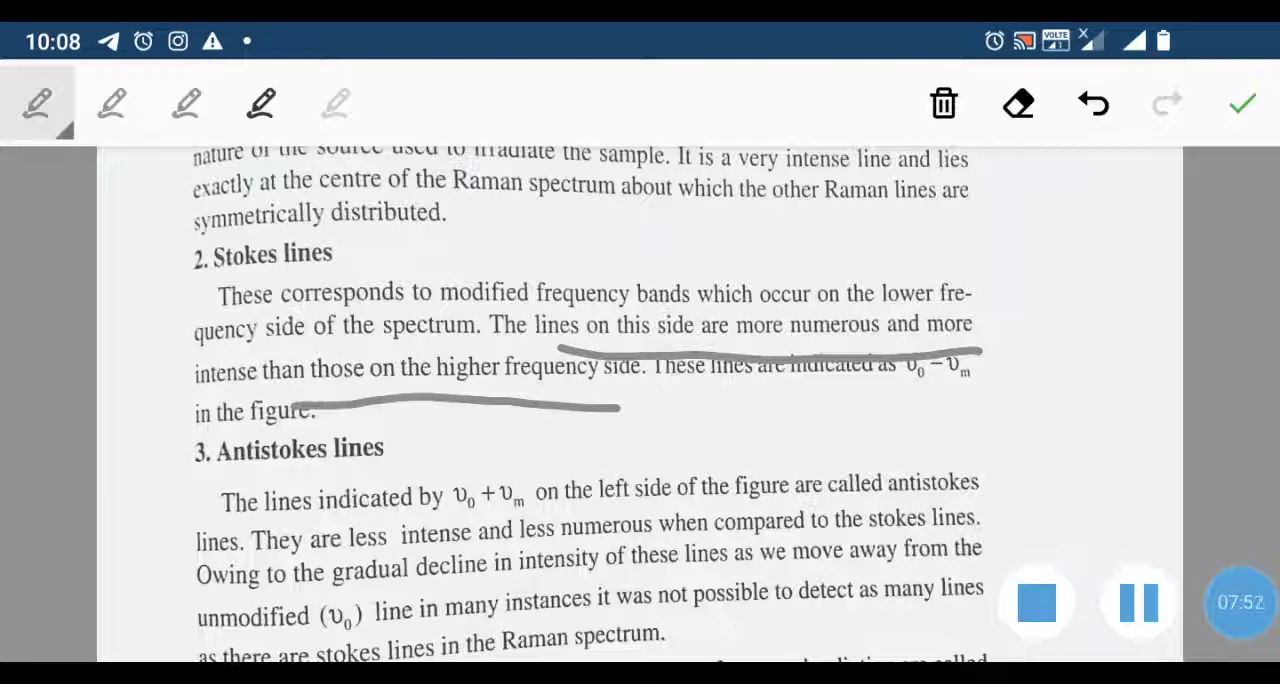 10:08
VOLTE
nature of the source used to irradiate the sample. It is a very intense line and lies
exactly at the centre of the Raman spectrum about which the other Raman lines are
symmetrically distributed.
2. Stokes lines
These corresponds to modified frequency bands which occur on the lower fre-
quency side of the spectrum. The lines on this side are more numerous and more
intense than those on the higher frequency side. These lines are indicated as υ₀ – υₘ
in the figure.
3. Antistokes lines
The lines indicated by υ₀ + υₘ on the left side of the figure are called antistokes
lines. They are less intense and less numerous when compared to the stokes lines.
Owing to the gradual decline in intensity of these lines as we move away from the
unmodified (υ₀) line in many instances it was not possible to detect as many lines
as there are stokes lines in the Raman spectrum.
called
07:52